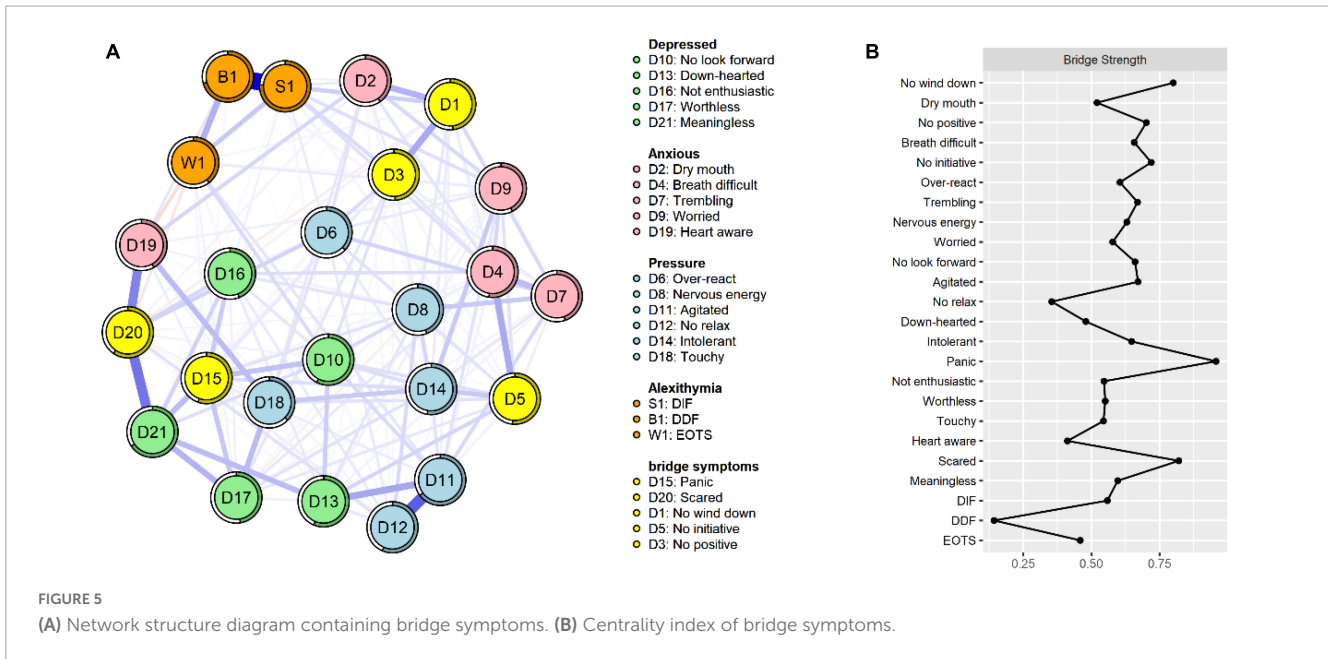 A
B1
S1
D2
D1
W1
D3
D9
D6
D19
D16
D4
D7
D8
D20
D10
D15
D18
D14
D5
D21
D11
D17
D13
D12
Depressed
D10: No look forward
D13: Down-hearted
D16: Not enthusiastic
D17: Worthless
D21: Meaningless
Anxious
D2: Dry mouth
D4: Breath difficult
D7: Trembling
D9: Worried
D19: Heart aware
Pressure
D6: Over-react
D8: Nervous energy
D11: Agitated
D12: No relax
D14: Intolerant
D18: Touchy
Alexithymia
S1: DIF
B1: DDF
W1: EOTS
bridge symptoms
D15: Panic
D20: Scared
D1: No wind down
D5: No initiative
D3: No positive
B
Bridge Strength
No wind down
Dry mouth
No positive
Breath difficult
No initiative
Over-react
Trembling
Nervous energy
Worried
No look forward
Agitated
No relax
Down-hearted
Intolerant
Panic
Not enthusiastic
Worthless
Touchy
Heart aware
Scared
Meaningless
DIF
DDF
EOTS
0.25 0.50 0.75
FIGURE 5
(A) Network structure diagram containing bridge symptoms. (B) Centrality index of bridge symptoms.